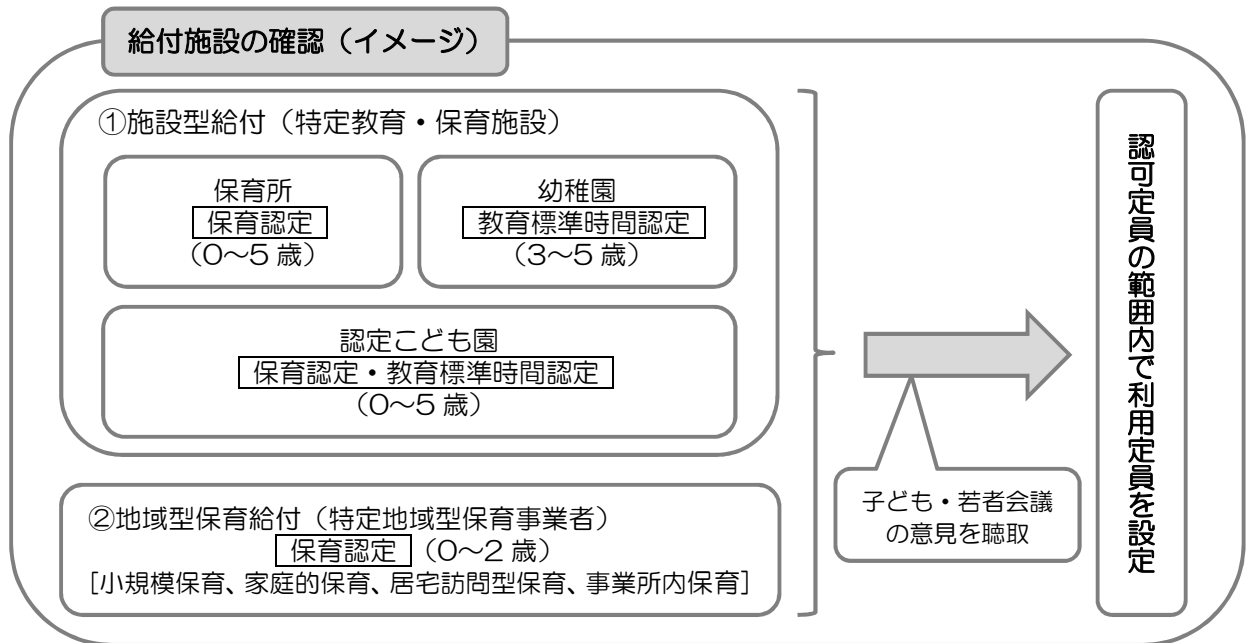 給付施設の確認（イメージ）
①施設型給付（特定教育・保育施設）
保育所
保育認定
（0～5歳）
幼稚園
教育標準時間認定
（3～5歳）
認定こども園
保育認定・教育標準時間認定
（0～5歳）
②地域型保育給付（特定地域型保育事業者）
保育認定（0～2歳）
[小規模保育、家庭的保育、居宅訪問型保育、事業所内保育]
子ども・若者会議
の意見を聴取
認可定員の範囲内で利用定員を設定